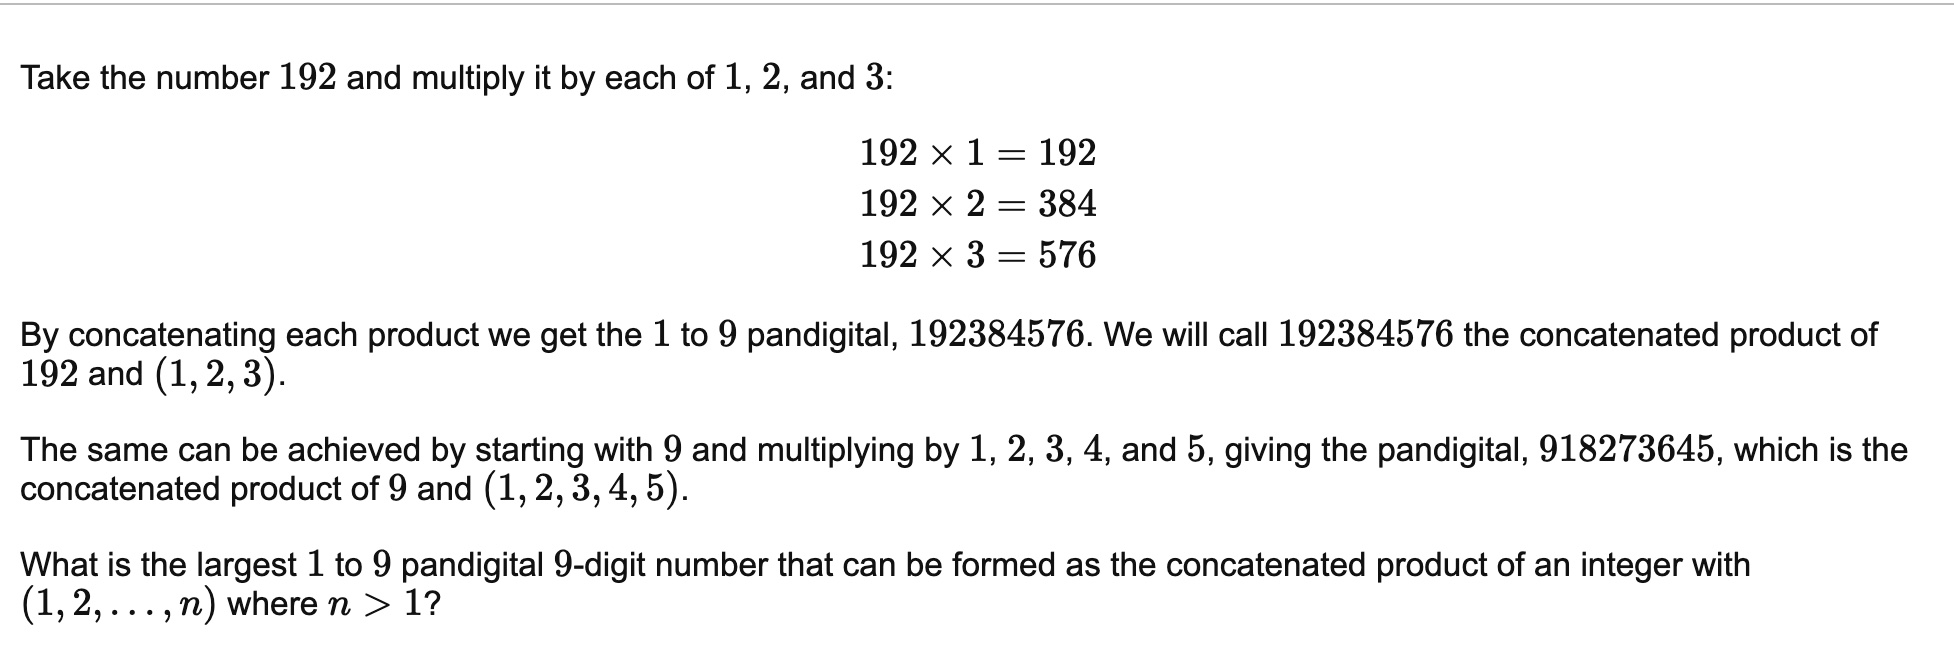 Take the number 192 and multiply it by each of 1, 2, and 3:
192 × 1 = 192
192 × 2 = 384
192 × 3 = 576
By concatenating each product we get the 1 to 9 pandigital, 192384576. We will call 192384576 the concatenated product of
192 and (1, 2, 3).
The same can be achieved by starting with 9 and multiplying by 1, 2, 3, 4, and 5, giving the pandigital, 918273645, which is the
concatenated product of 9 and (1, 2, 3, 4, 5).
What is the largest 1 to 9 pandigital 9-digit number that can be formed as the concatenated product of an integer with
(1, 2, . . . , n) where n > 1?